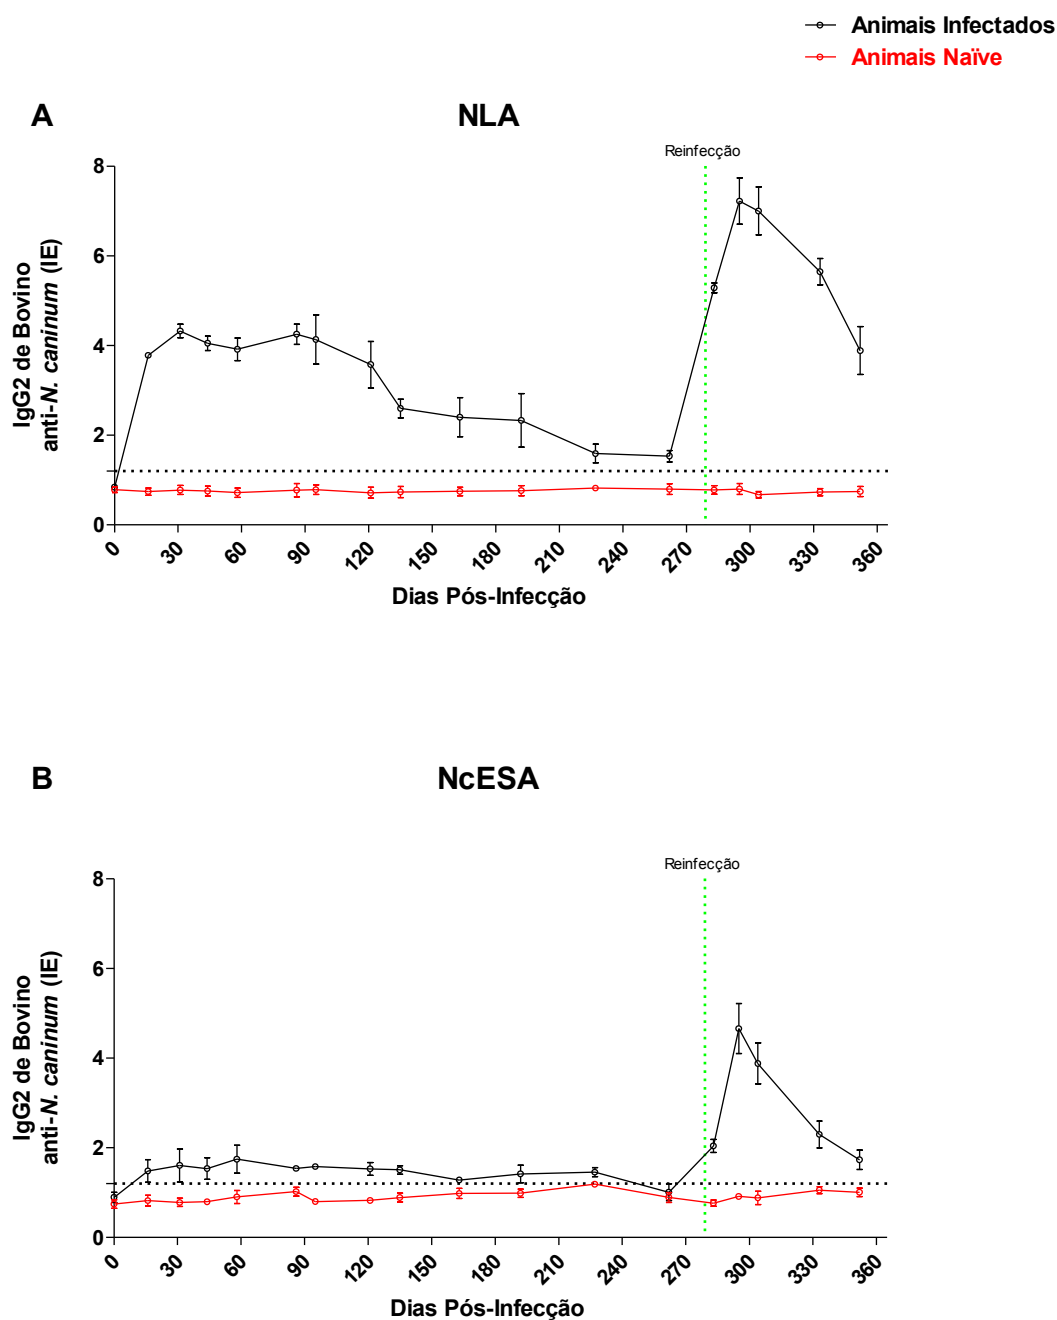 Animais Infectados
Animais Naïve
A
NLA
Reinfecção
8
6
4
2
0
IgG2 de Bovino
anti-N. caninum (IE)
0
30
60
90
120
150
180
210
240
270
300
330
360
Dias Pós-Infecção
B
NcESA
Reinfecção
8
6
4
2
0
IgG2 de Bovino
anti-N. caninum (IE)
0
30
60
90
120
150
180
210
240
270
300
330
360
Dias Pós-Infecção